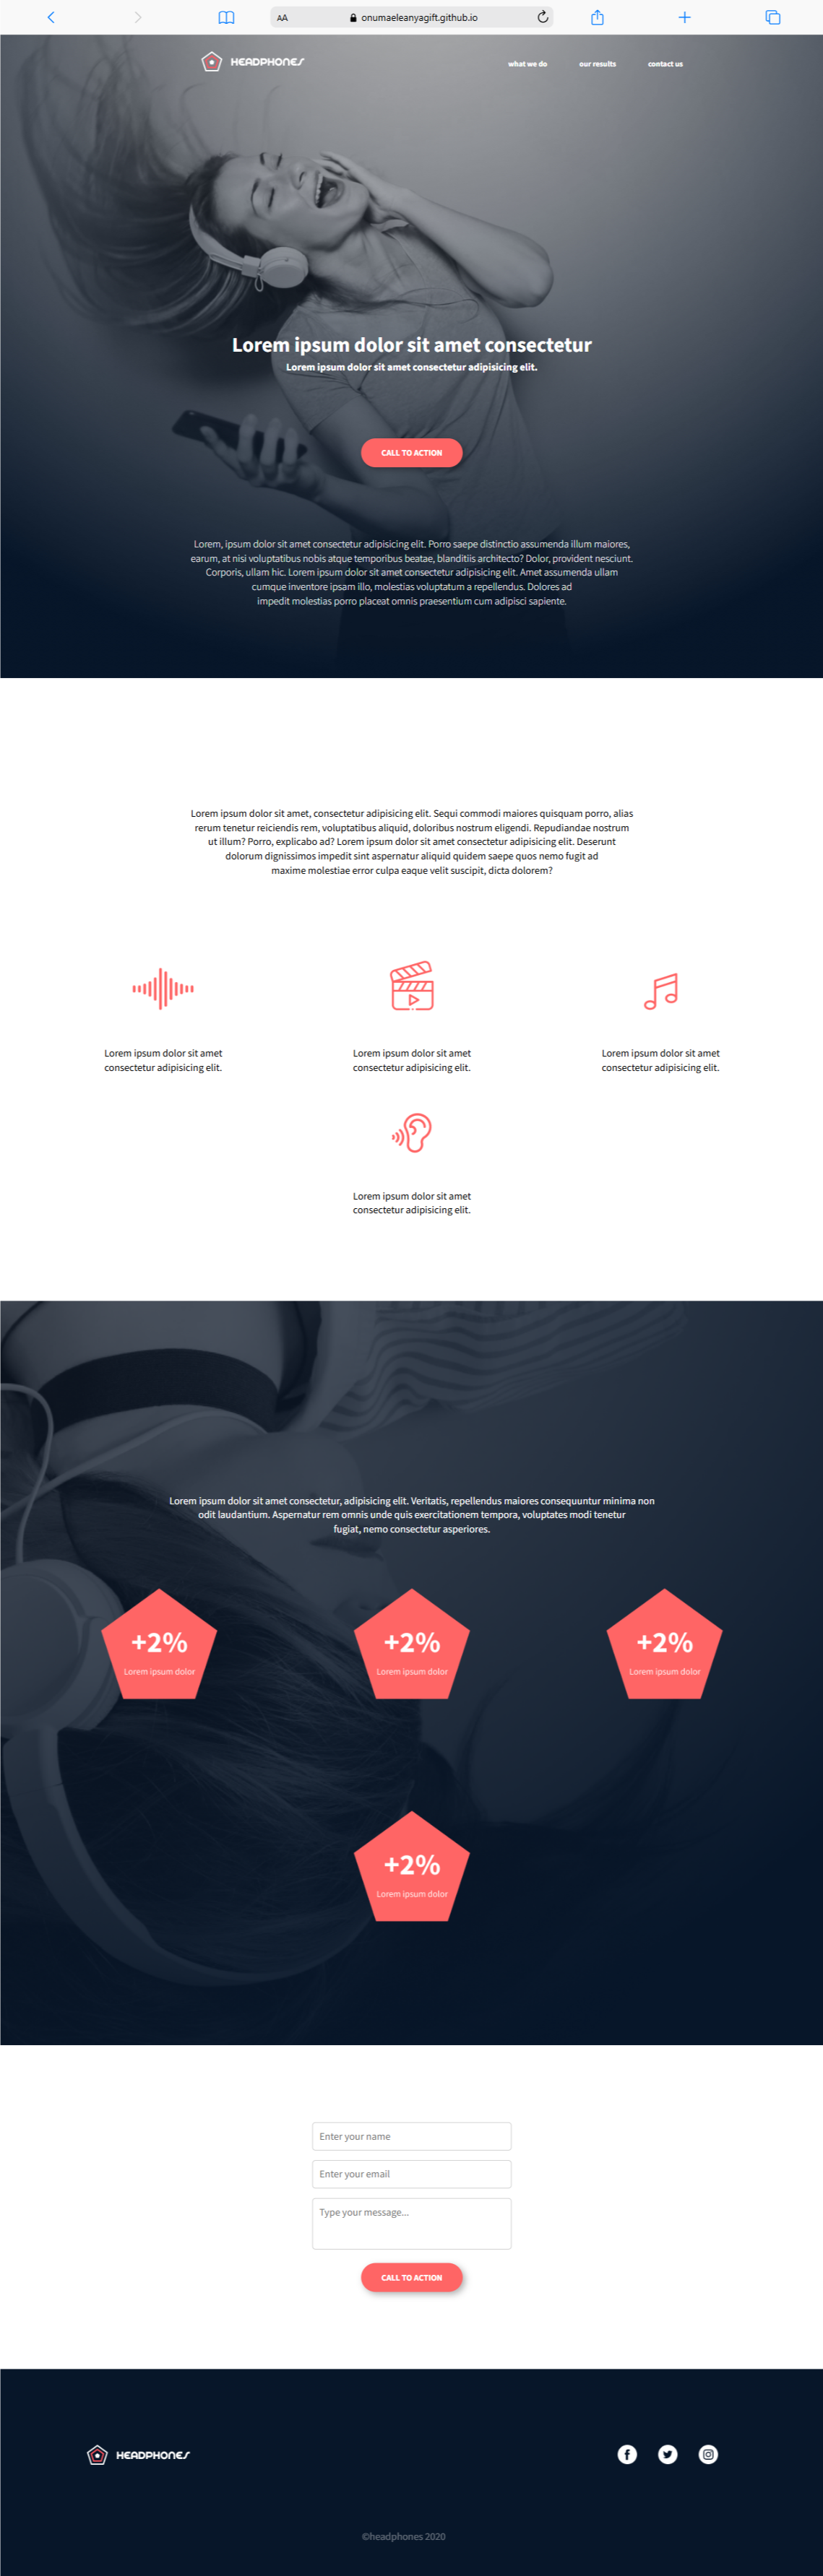 AA
onumaeleanyagift.github.io
HEADPHONES
what we do
our results
contact us
Lorem ipsum dolor sit amet consectetur
Lorem ipsum dolor sit amet consectetur adipisicing elit.
CALL TO ACTION
Lorem, ipsum dolor sit amet consectetur adipisicing elit. Porro saepe distinctio assumenda illum maiores,
earum, at nisi voluptatibus nobis atque temporibus beatae, blanditiis architecto? Dolor, provident nesciunt.
Corporis, ullam hic. Lorem ipsum dolor sit amet consectetur adipisicing elit. Amet assumenda ullam
cumque inventore ipsam illo, molestias voluptatum a repellendus. Dolores ad
impedit molestias porro placeat omnis praesentium cum adipisci sapiente.
Lorem ipsum dolor sit amet, consectetur adipisicing elit. Sequi commodi maiores quisquam porro, alias
rerum tenetur reiciendis rem, voluptatibus aliquid, doloribus nostrum eligendi. Repudiandae nostrum
ut illum? Porro, explicabo ad? Lorem ipsum dolor sit amet consectetur adipisicing elit. Deserunt
dolorum dignissimos impedit sint aspernatur aliquid quidem saepe quos nemo fugit ad
maxime molestiae error culpa eaque velit suscipit, dicta dolorem?
Lorem ipsum dolor sit amet
consectetur adipisicing elit.
Lorem ipsum dolor sit amet
consectetur adipisicing elit.
Lorem ipsum dolor sit amet
consectetur adipisicing elit.
Lorem ipsum dolor sit amet
consectetur adipisicing elit.
Lorem ipsum dolor sit amet consectetur, adipisicing elit. Veritatis, repellendus maiores consequuntur minima non
odit laudantium. Aspernatur rem omnis unde quis exercitationem tempora, voluptates modi tenetur
fugiat, nemo consectetur asperiores.
+2%
Lorem ipsum dolor
+2%
Lorem ipsum dolor
+2%
Lorem ipsum dolor
+2%
Lorem ipsum dolor
Enter your name
Enter your email
Type your message...
CALL TO ACTION
HEADPHONES
©headphones 2020